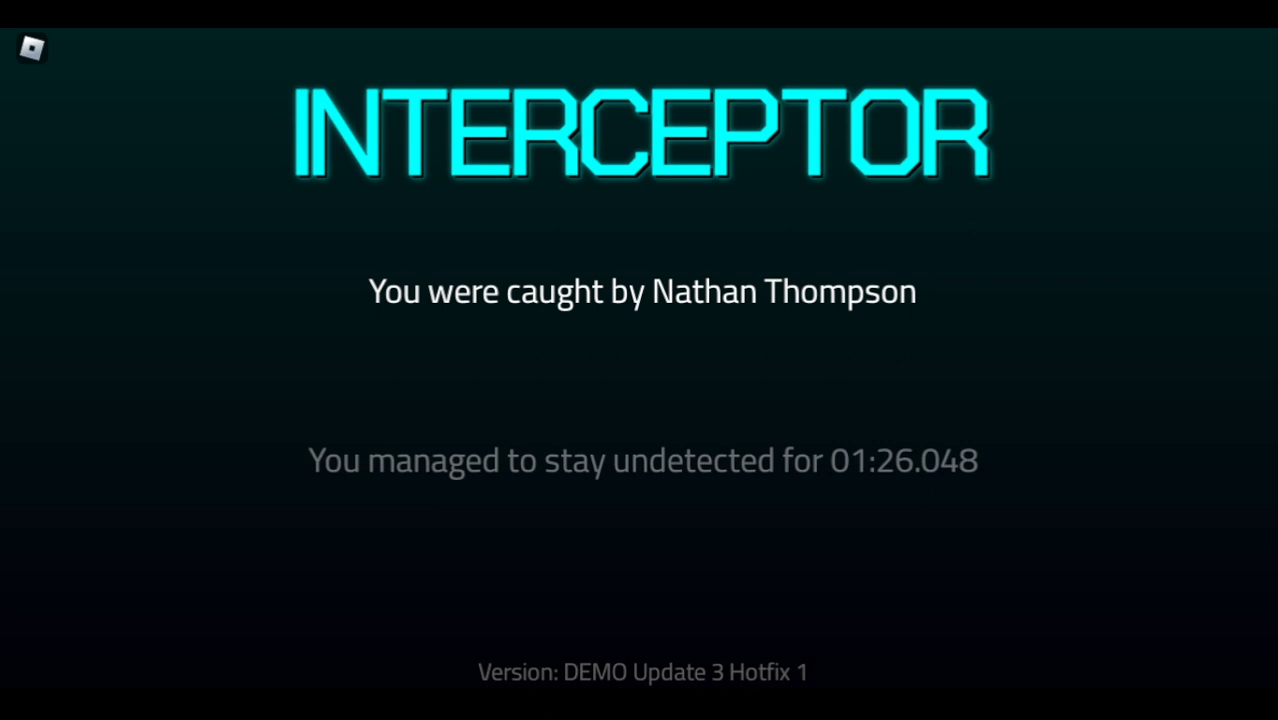 INTERCEPTOR
You were caught by Nathan Thompson
You managed to stay undetected for 01:26.048
Version: DEMO Update 3 Hotfix 1